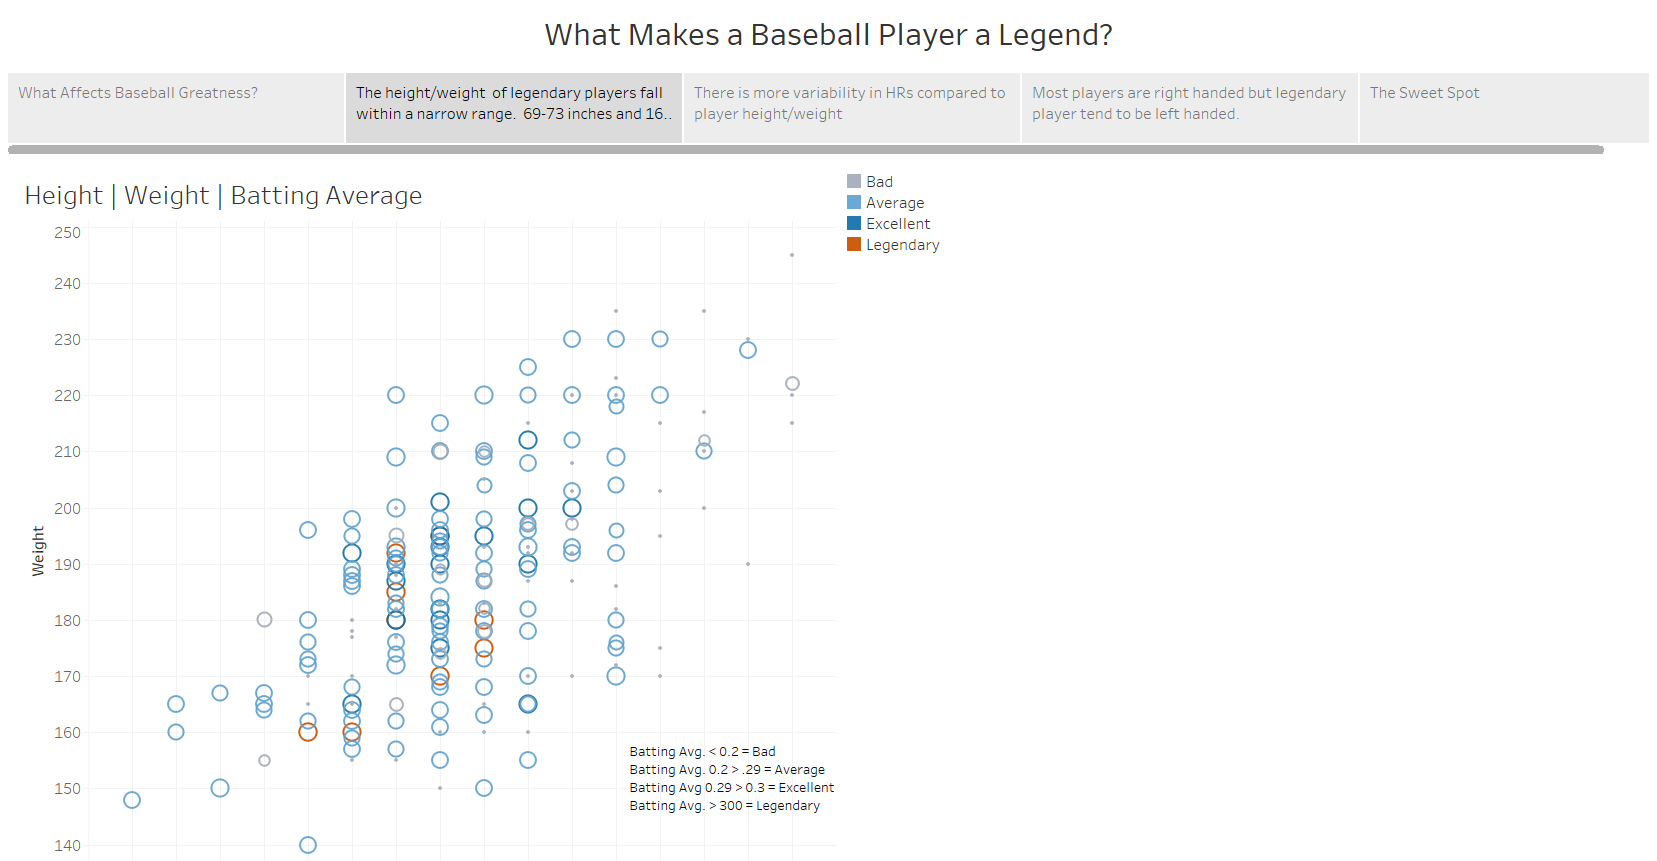 What Makes a Baseball Player a Legend?
What Affects Baseball Greatness?
The height/weight  of legendary players fall
within a narrow range.  69-73 inches and 16..
There is more variability in HRs compared to
player height/weight
Most players are right handed but legendary
player tend to be left handed.
The Sweet Spot
Height | Weight | Batting Average
Bad
Average
Excellent
Legendary
250
240
230
220
210
200
190
180
170
160
150
140
Weight
Batting Avg. < 0.2 = Bad
Batting Avg. 0.2 > .29 = Average
Batting Avg 0.29 > 0.3 = Excellent
Batting Avg. > 300 = Legendary